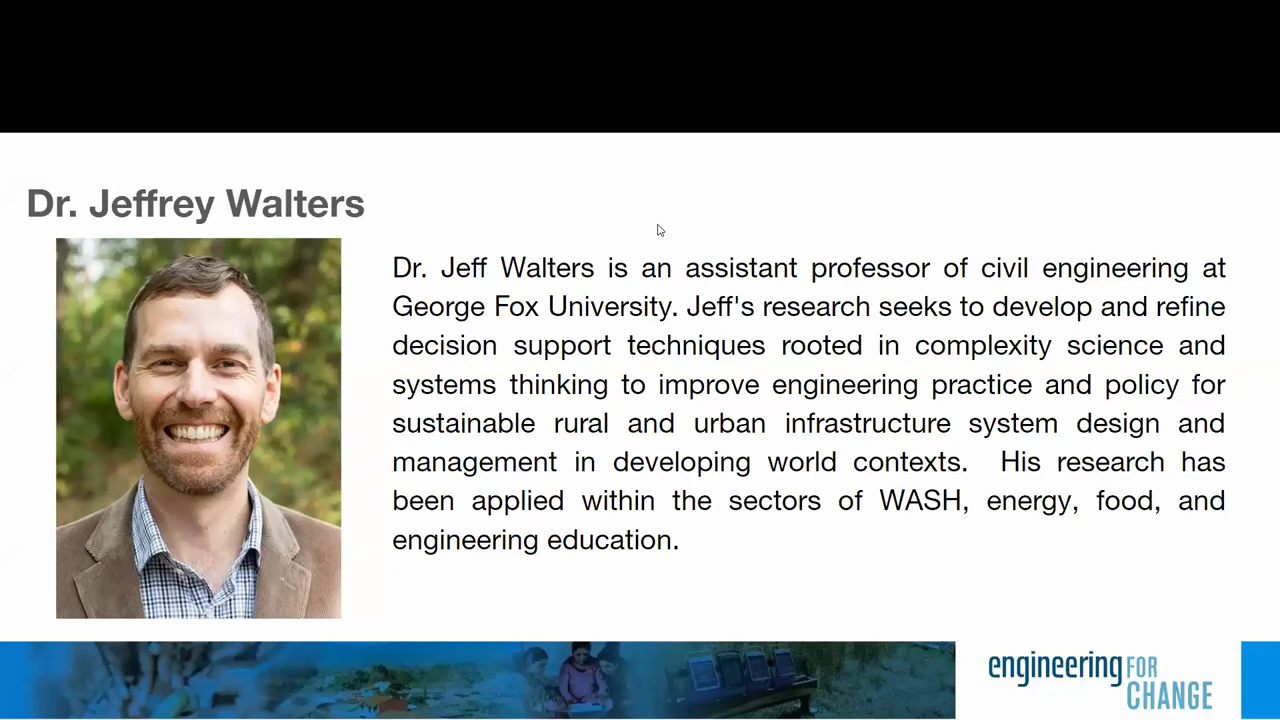 Dr. Jeffrey Walters
Dr. Jeff Walters is an assistant professor of civil engineering at
George Fox University. Jeff's research seeks to develop and refine
decision support techniques rooted in complexity science and
systems thinking to improve engineering practice and policy for
sustainable rural and urban infrastructure system design and
management in developing world contexts.  His research has
been applied within the sectors of WASH, energy, food, and
engineering education.
engineering FOR
CHANGE